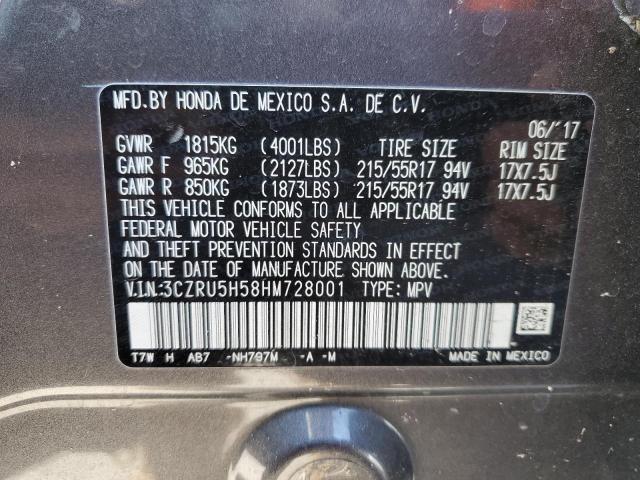 MFD.BY HONDA DE MEXICO S.A. DE C.V.
06/'17
GVWR 1815KG (4001LBS) TIRE SIZE RIM SIZE
GAWR F 965KG (2127LBS) 215/55R17 94V 17X7.5J
GAWR R 850KG (1873LBS) 215/55R17 94V 17X7.5J
THIS VEHICLE CONFORMS TO ALL APPLICABLE
FEDERAL MOTOR VEHICLE SAFETY
AND THEFT PREVENTION STANDARDS IN EFFECT
ON THE DATE OF MANUFACTURE SHOWN ABOVE.
V.I.N:3CZRU5H58HM728001 TYPE: MPV
T7W H AB7 -NH797M -A -M MADE IN MEXICO